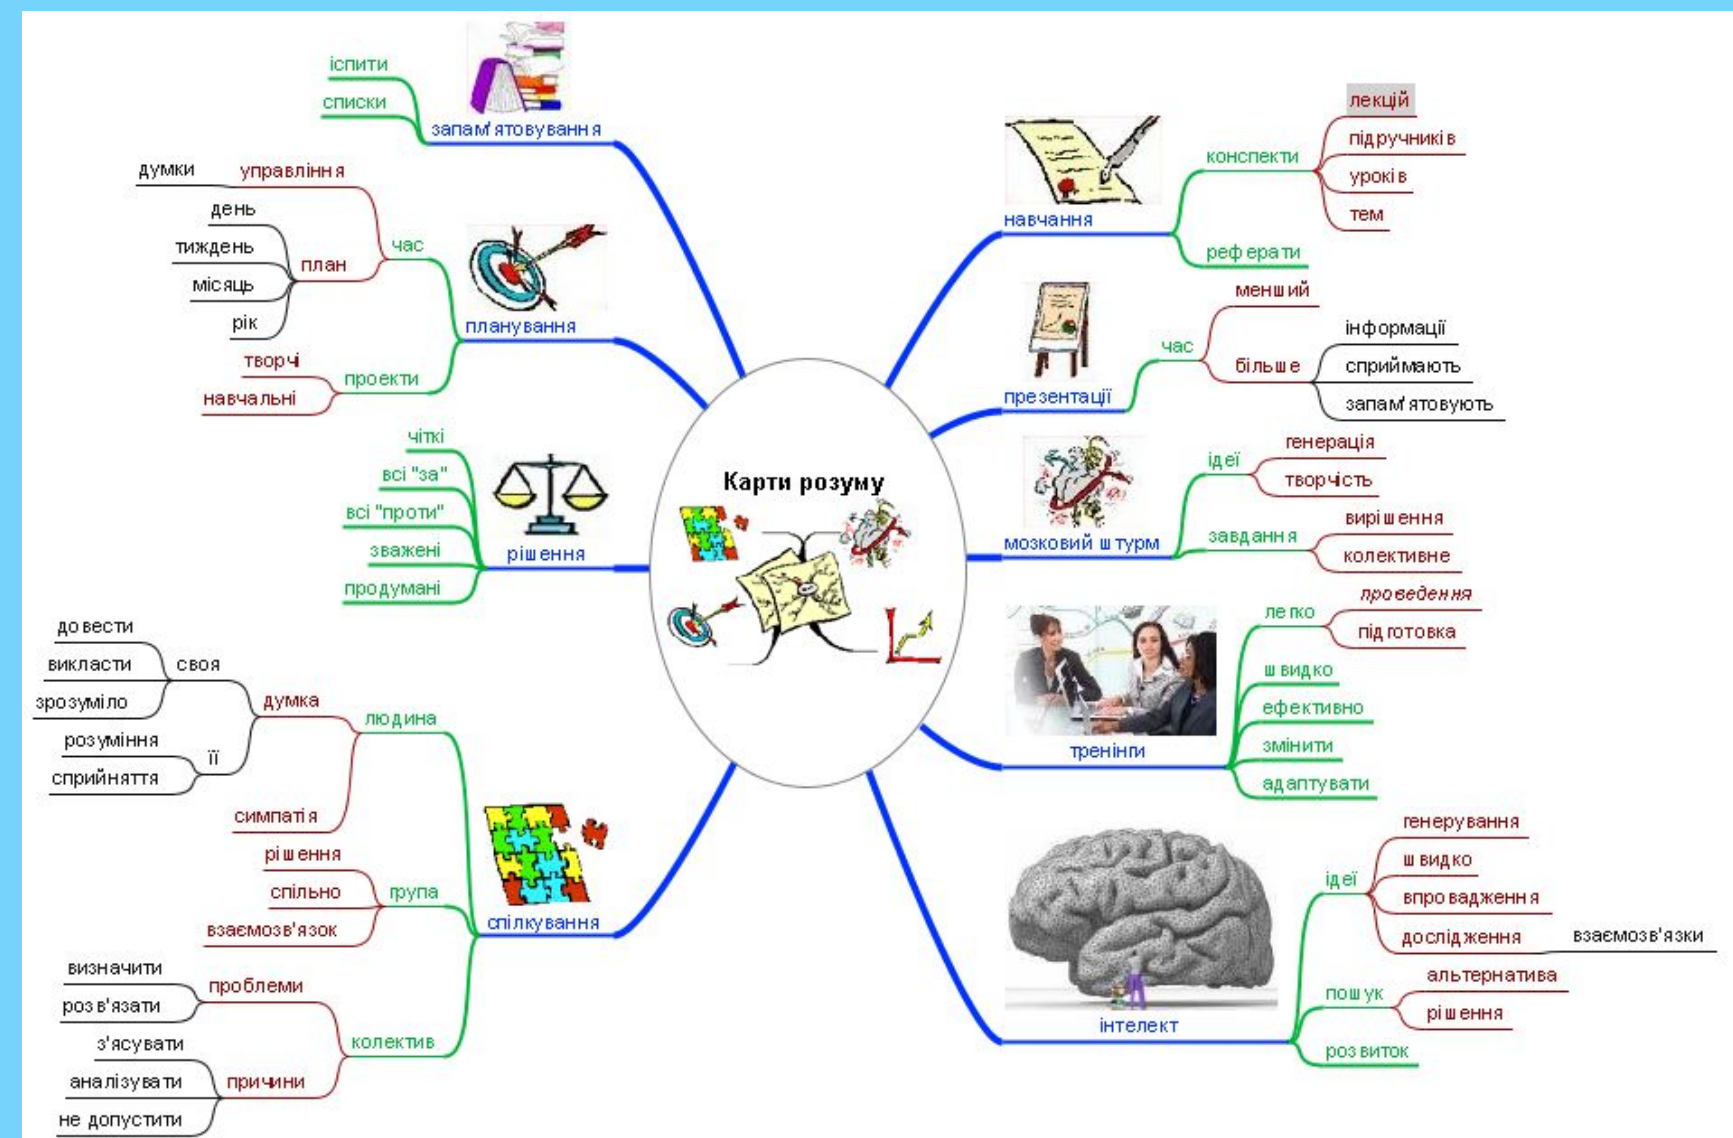 Карти розуму
запам'ятовування
іспити
списки
планування
час
управління
думки
план
день
тиждень
місяць
рік
проекти
творчі
навчальні
рішення
чіткі
всі "за"
всі "проти"
зважені
продумані
спілкування
людина
думка
своя
довести
викласти
зрозуміло
її
розуміння
сприйняття
симпатія
група
рішення
спільно
взаємозв'язок
колектив
проблеми
визначити
розв'язати
причини
з'ясувати
аналізувати
не допустити
навчання
конспекти
лекцій
підручників
уроків
тем
реферати
презентації
час
менший
більше
інформації
сприймають
запам'ятовують
мозковий штурм
ідеї
генерація
творчість
завдання
вирішення
колективне
тренінги
легко
проведення
підготовка
швидко
ефективно
змінити
адаптувати
інтелект
ідеї
генерування
швидко
впровадження
дослідження
взаємозв'язки
пошук
альтернатива
рішення
розвиток